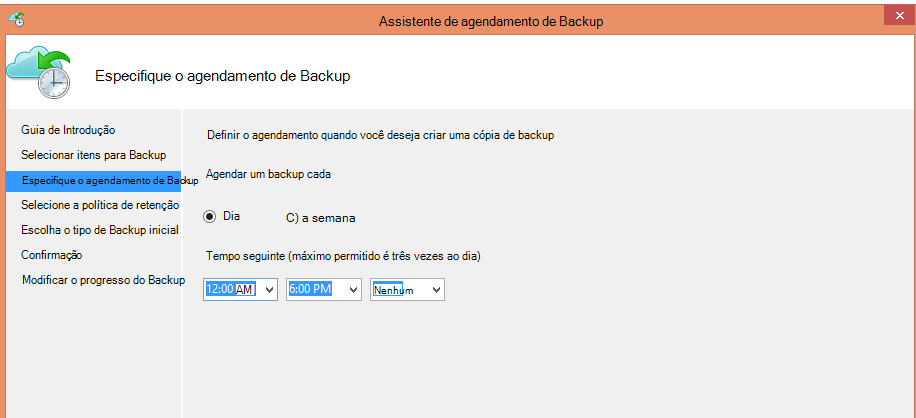 Assistente de agendamento de Backup
Especifique o agendamento de Backup
Guia de Introdução
Selecionar itens para Backup
Especifique o agendamento de Backup
Selecione a política de retenção
Escolha o tipo de Backup inicial
Confirmação
Modificar o progresso do Backup
Definir o agendamento quando você deseja criar uma cópia de backup
Agendar um backup cada
Dia C) a semana
Tempo seguinte (máximo permitido é três vezes ao dia)
12:00 AM 6:00 PM Nenhum